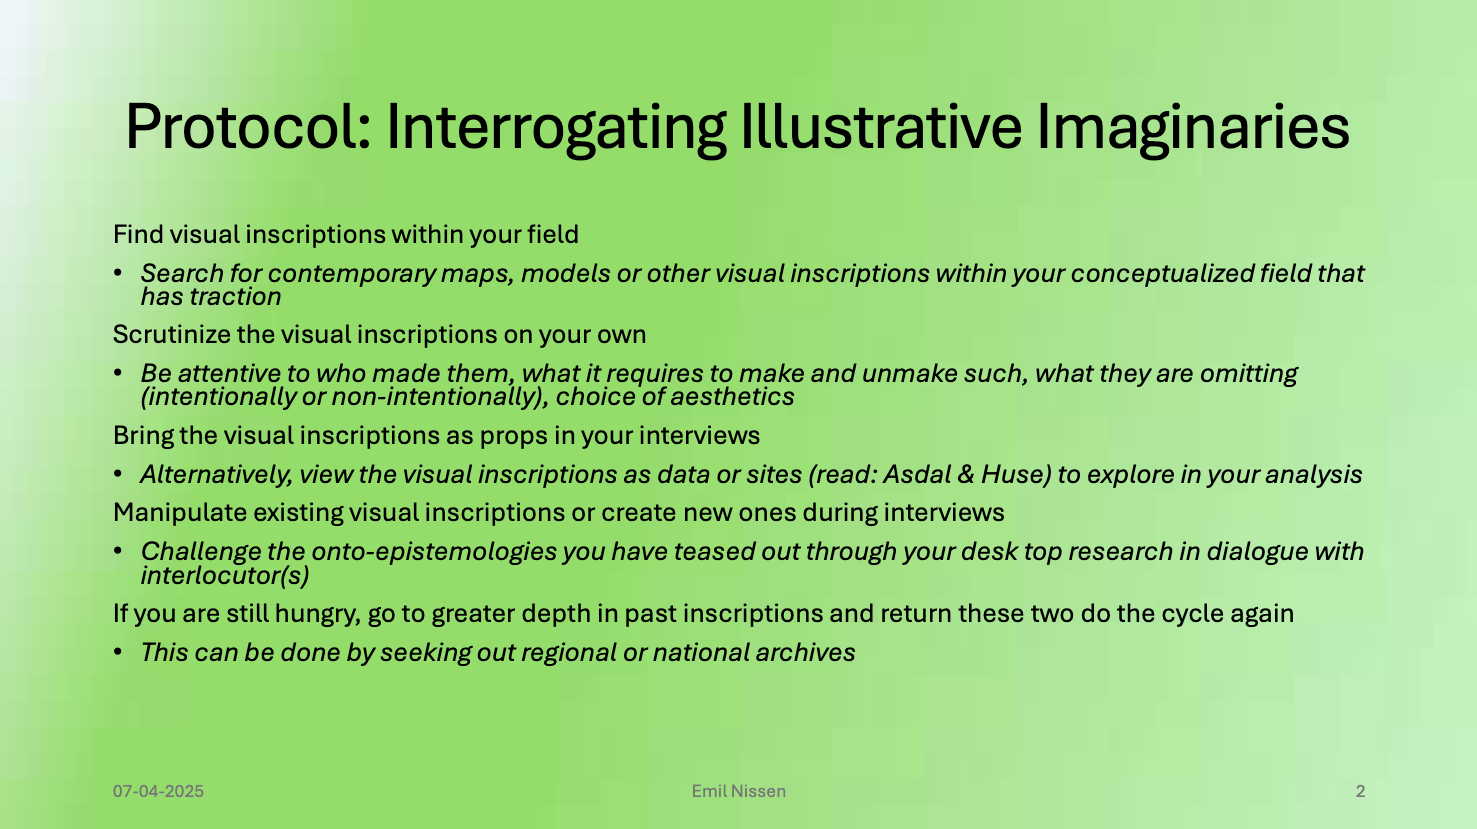 Protocol: Interrogating Illustrative Imaginaries
Find visual inscriptions within your field
• Search for contemporary maps, models or other visual inscriptions within your conceptualized field that
has traction
Scrutinize the visual inscriptions on your own
• Be attentive to who made them, what it requires to make and unmake such, what they are omitting
(intentionally or non-intentionally), choice of aesthetics
Bring the visual inscriptions as props in your interviews
• Alternatively, view the visual inscriptions as data or sites (read: Asdal & Huse) to explore in your analysis
Manipulate existing visual inscriptions or create new ones during interviews
• Challenge the onto-epistemologies you have teased out through your desk top research in dialogue with
interlocutor(s)
If you are still hungry, go to greater depth in past inscriptions and return these two do the cycle again
• This can be done by seeking out regional or national archives
07-04-2025
Emil Nissen
2